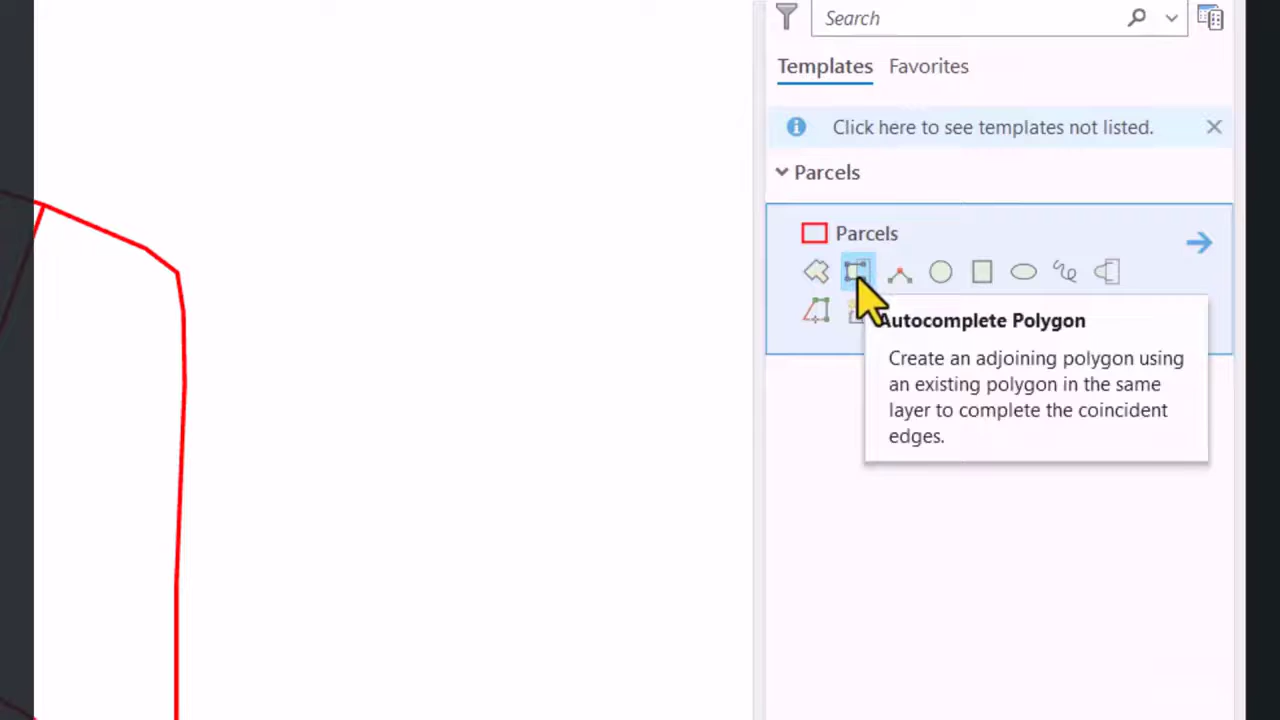 Search
Templates Favorites
Click here to see templates not listed.
Parcels
Parcels
Autocomplete Polygon
Create an adjoining polygon using
an existing polygon in the same
layer to complete the coincident
edges.